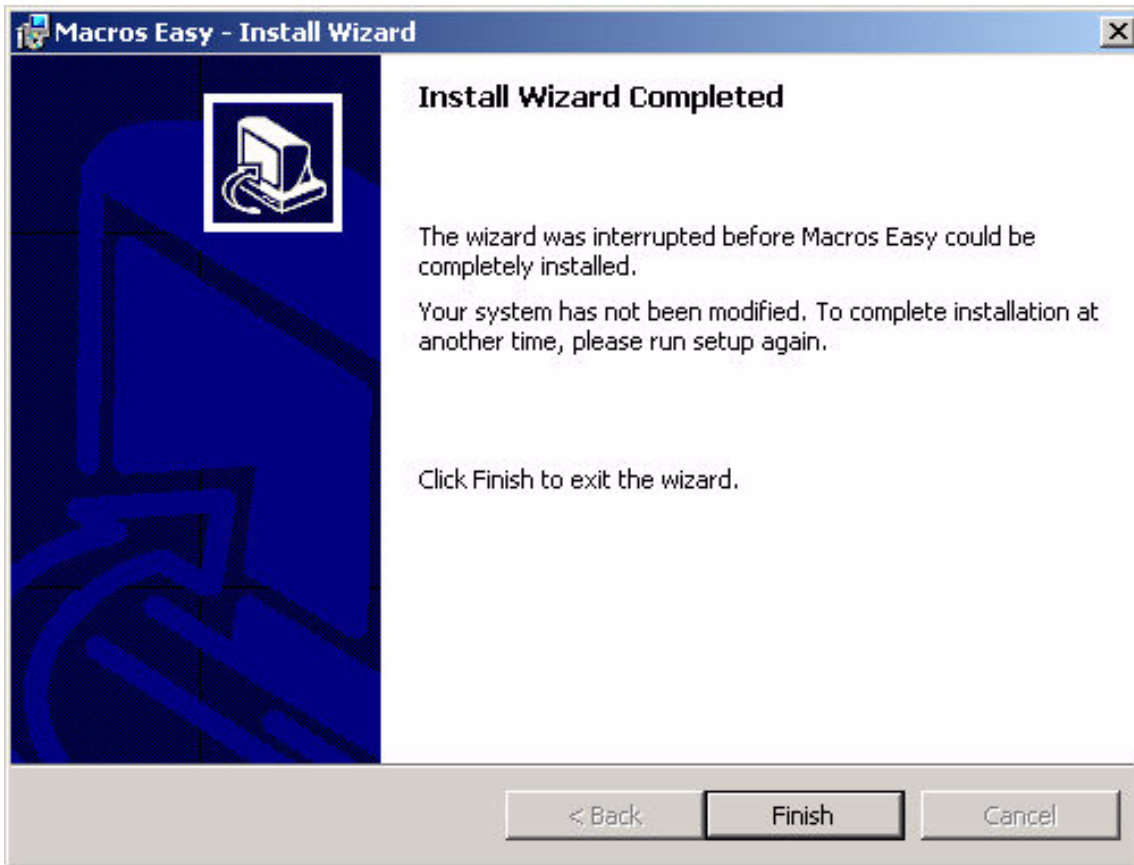 Macros Easy - Install Wizard
Install Wizard Completed
The wizard was interrupted before Macros Easy could be
completely installed.
Your system has not been modified. To complete installation at
another time, please run setup again.
Click Finish to exit the wizard.
< Back
Finish
Cancel